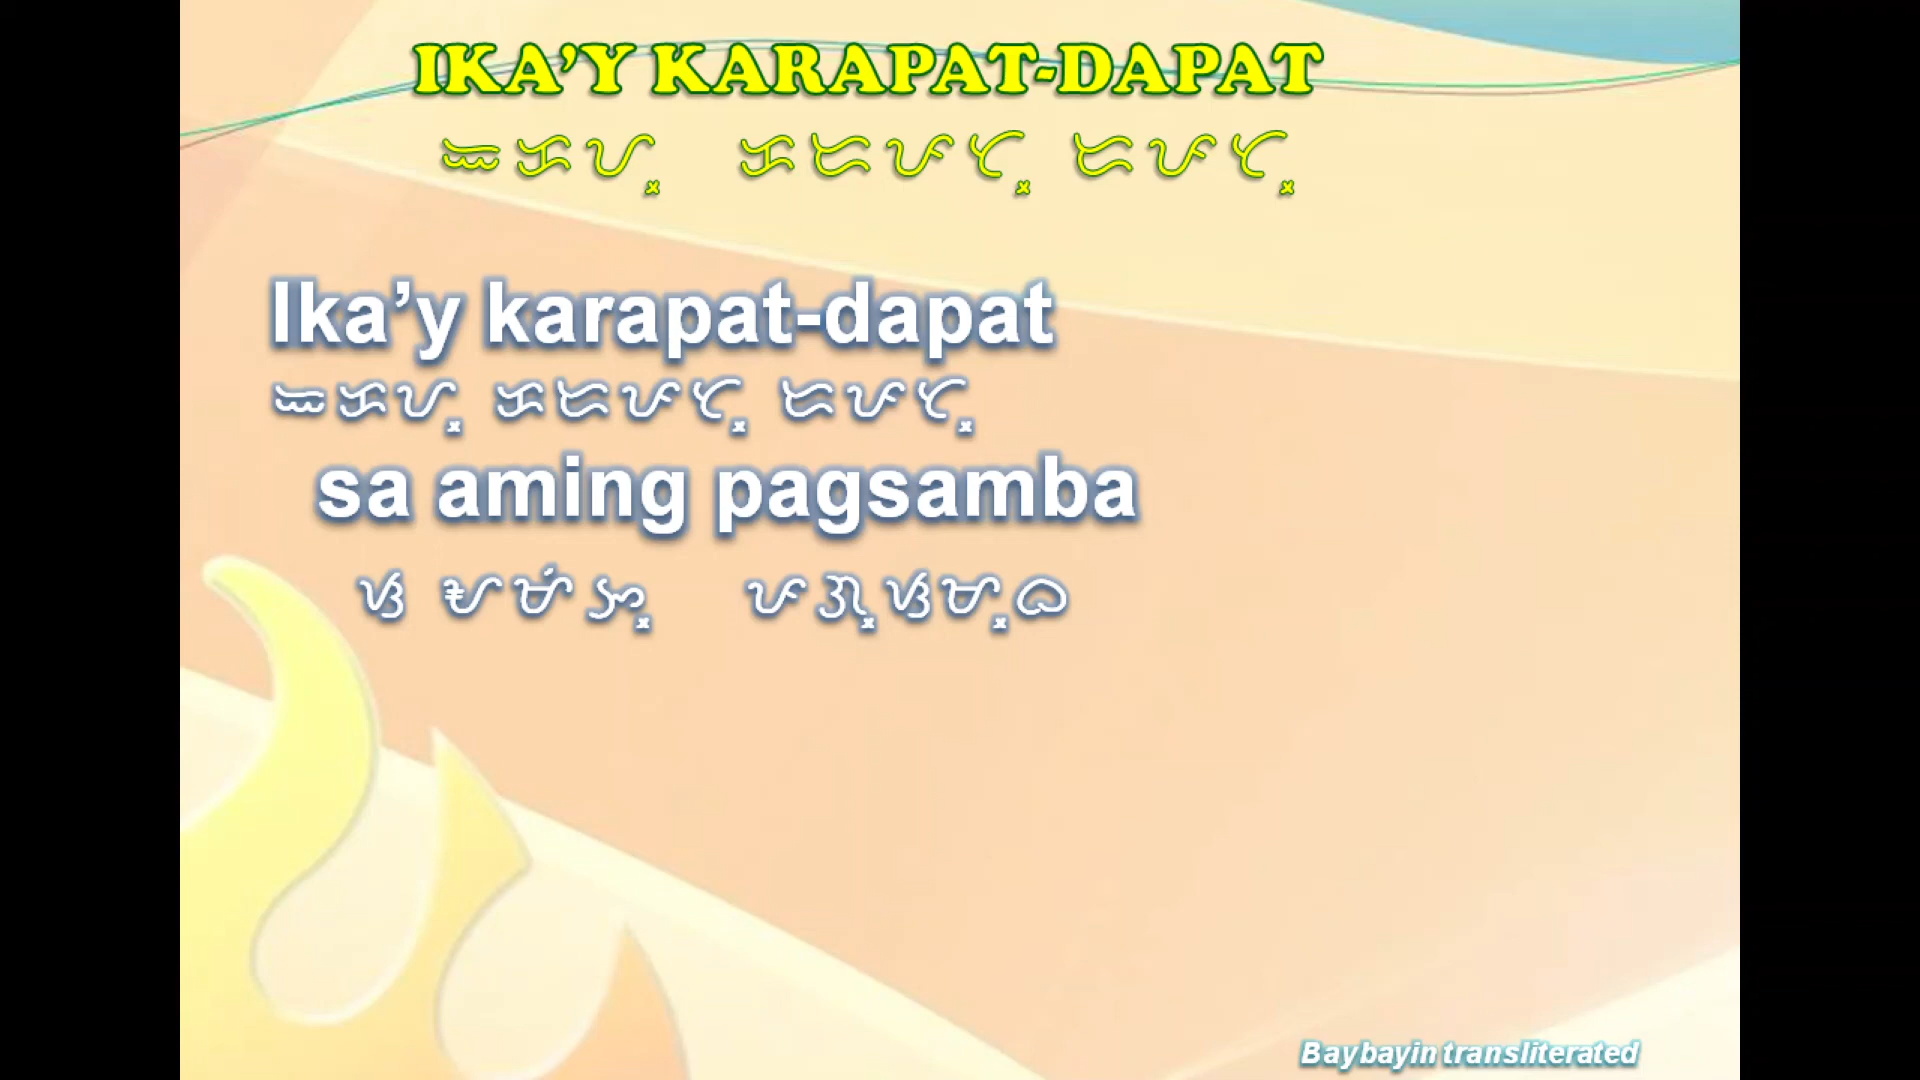 IKA’Y KARAPAT-DAPAT
ᜁᜃᜌ᜔ ᜃᜇᜉᜆ᜔ ᜇᜉᜆ᜔
Ika’y karapat-dapat
ᜁᜃᜌ᜔ ᜃᜇᜉᜆ᜔ ᜇᜉᜆ᜔
sa aming pagsamba
ᜐ ᜀᜋᜒᜅ᜔ ᜉᜄ᜔ᜐᜋ᜔ᜊ
Baybayin transliterated